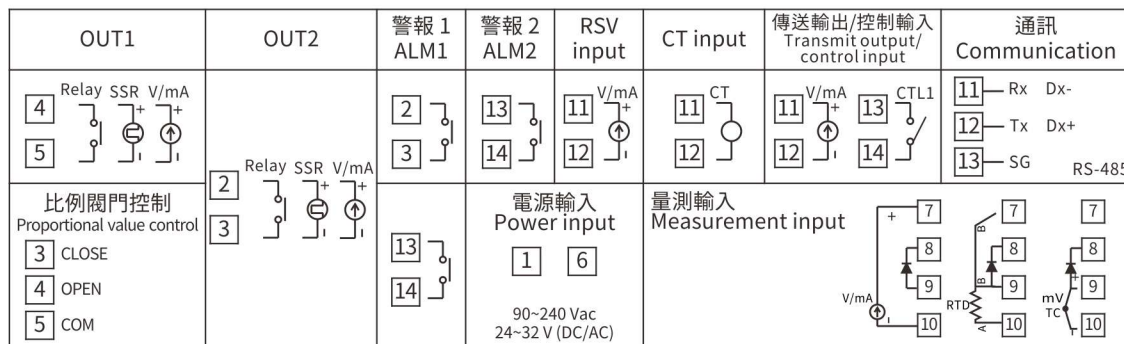 OUT1
4
5
Relay SSR V/mA
+ +
- -
比例閥門控制
Proportional value control
3 CLOSE
4 OPEN
5 COM
OUT2
2
3
Relay SSR V/mA
+ +
- -
警報 1
ALM1
2
3
13
14
警報 2
ALM2
13
14
RSV
input
11
12
V/mA
+
-
CT input
11
12
CT
傳送輸出/控制輸入
Transmit output/
control input
11
12
V/mA
+
-
13
14
CTL1
通訊
Communication
11 Rx Dx-
12 Tx Dx+
13 SG
RS-485
電源輸入
Power input
1 6
90~240 Vac
24~32 V (DC/AC)
量測輸入
Measurement input
+
V/mA
-
7
8
9
10
B
B
RTD
A
7
8
9
10
+
mV
TC
-
7
8
9
10